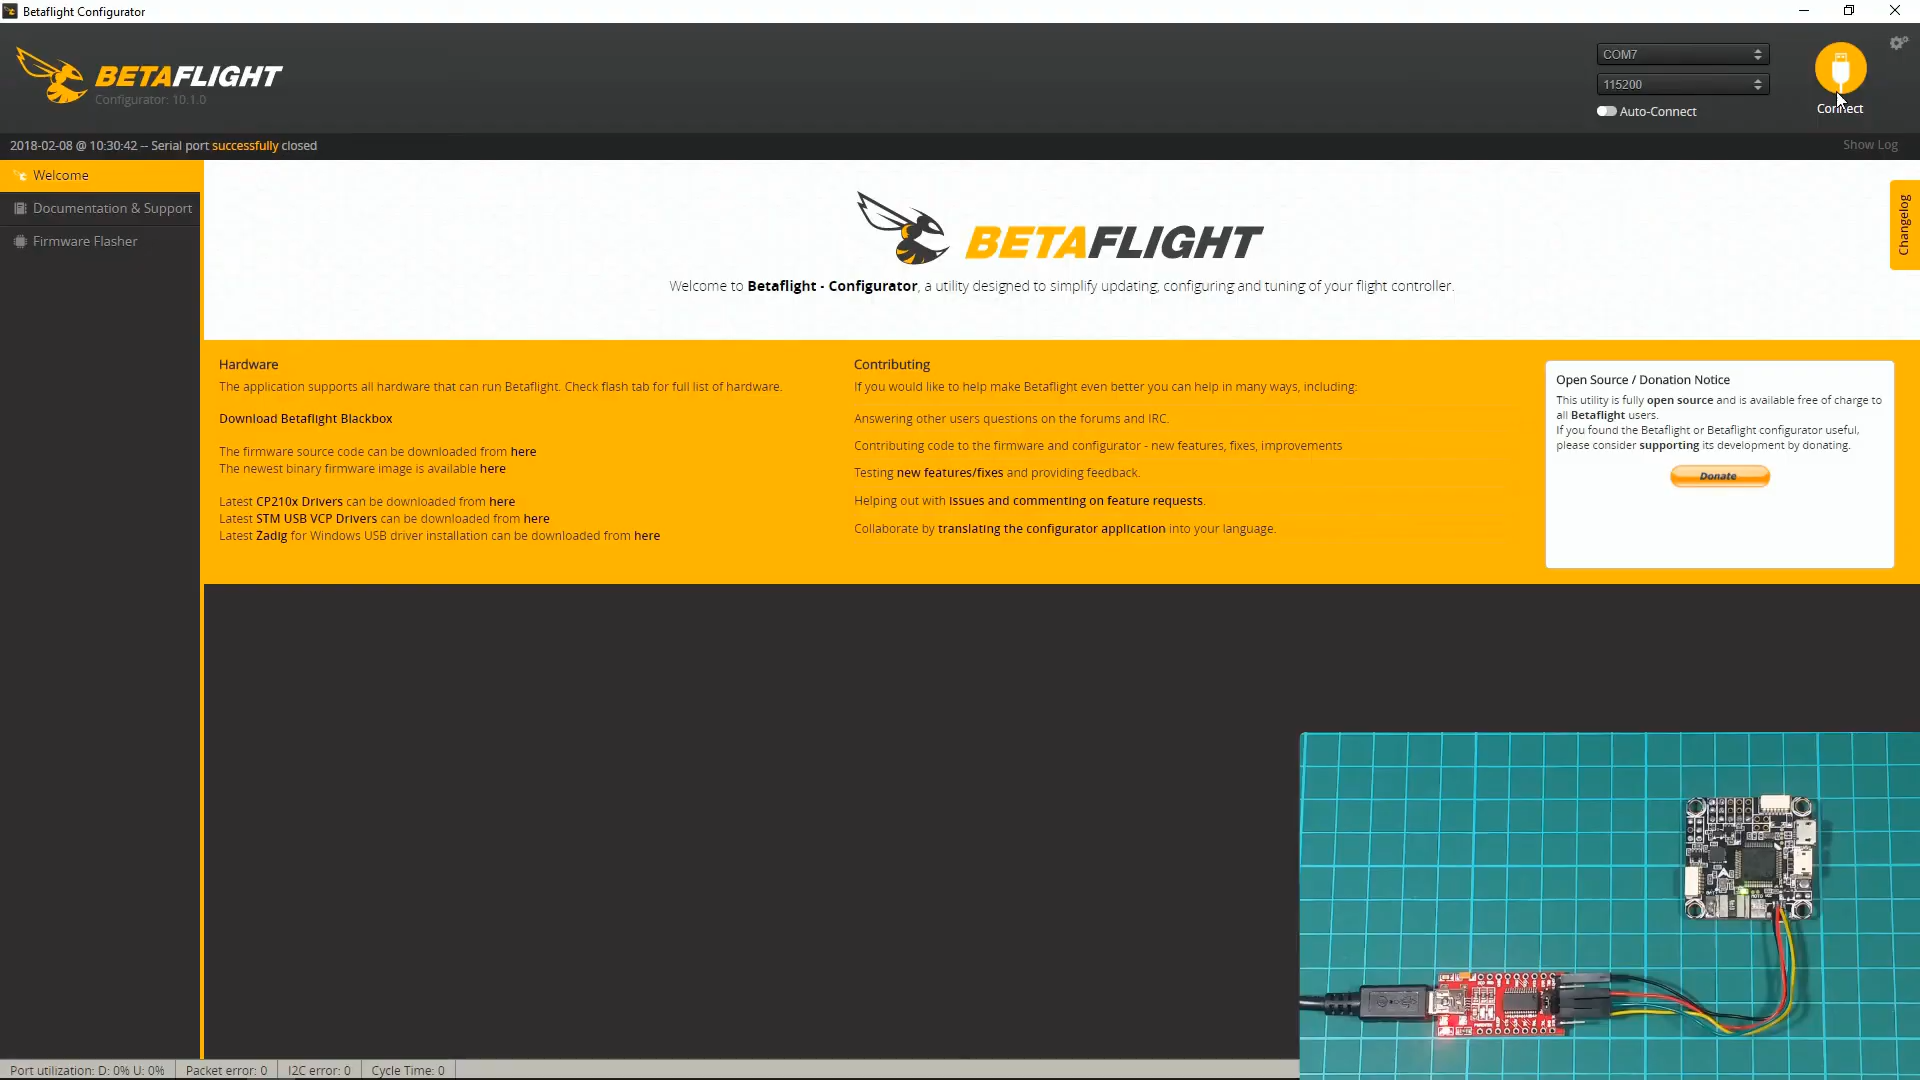 Betaflight Configurator
BETAFLIGHT
Configurator: 10.1.0
COM7
115200
Auto-Connect
Connect
2018-02-08 @ 10:30:42 -- Serial port successfully closed
Show Log
Welcome
Documentation & Support
Firmware Flasher
Changelog
BETAFLIGHT
Welcome to Betaflight - Configurator, a utility designed to simplify updating, configuring and tuning of your flight controller.
Hardware
The application supports all hardware that can run Betaflight. Check flash tab for full list of hardware.
Download Betaflight Blackbox
The firmware source code can be downloaded from here
The newest binary firmware image is available here
Latest CP210x Drivers can be downloaded from here
Latest STM USB VCP Drivers can be downloaded from here
Latest Zadig for Windows USB driver installation can be downloaded from here
Contributing
If you would like to help make Betaflight even better you can help in many ways, including:
Answering other users questions on the forums and IRC.
Contributing code to the firmware and configurator - new features, fixes, improvements
Testing new features/fixes and providing feedback.
Helping out with issues and commenting on feature requests.
Collaborate by translating the configurator application into your language.
Open Source / Donation Notice
This utility is fully open source and is available free of charge to
all Betaflight users.
If you found the Betaflight or Betaflight configurator useful,
please consider supporting its development by donating.
Donate
Port utilization: D: 0% U: 0%
Packet error: 0
I2C error: 0
Cycle Time: 0